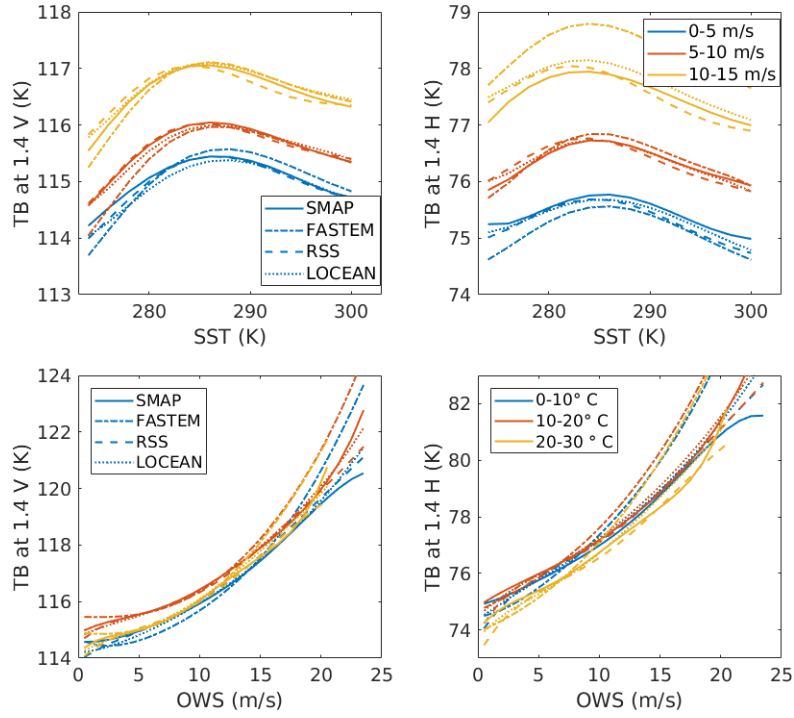 118
117
116
115
114
113
TB at 1.4 V (K)
280
290
300
SST (K)
SMAP
FASTEM
RSS
LOCEAN
79
78
77
76
75
74
TB at 1.4 H (K)
280
290
300
SST (K)
0-5 m/s
5-10 m/s
10-15 m/s
124
122
120
118
116
114
TB at 1.4 V (K)
0
5
10
15
20
25
OWS (m/s)
SMAP
FASTEM
RSS
LOCEAN
82
80
78
76
74
TB at 1.4 H (K)
0
5
10
15
20
25
OWS (m/s)
0-10° C
10-20° C
20-30 ° C